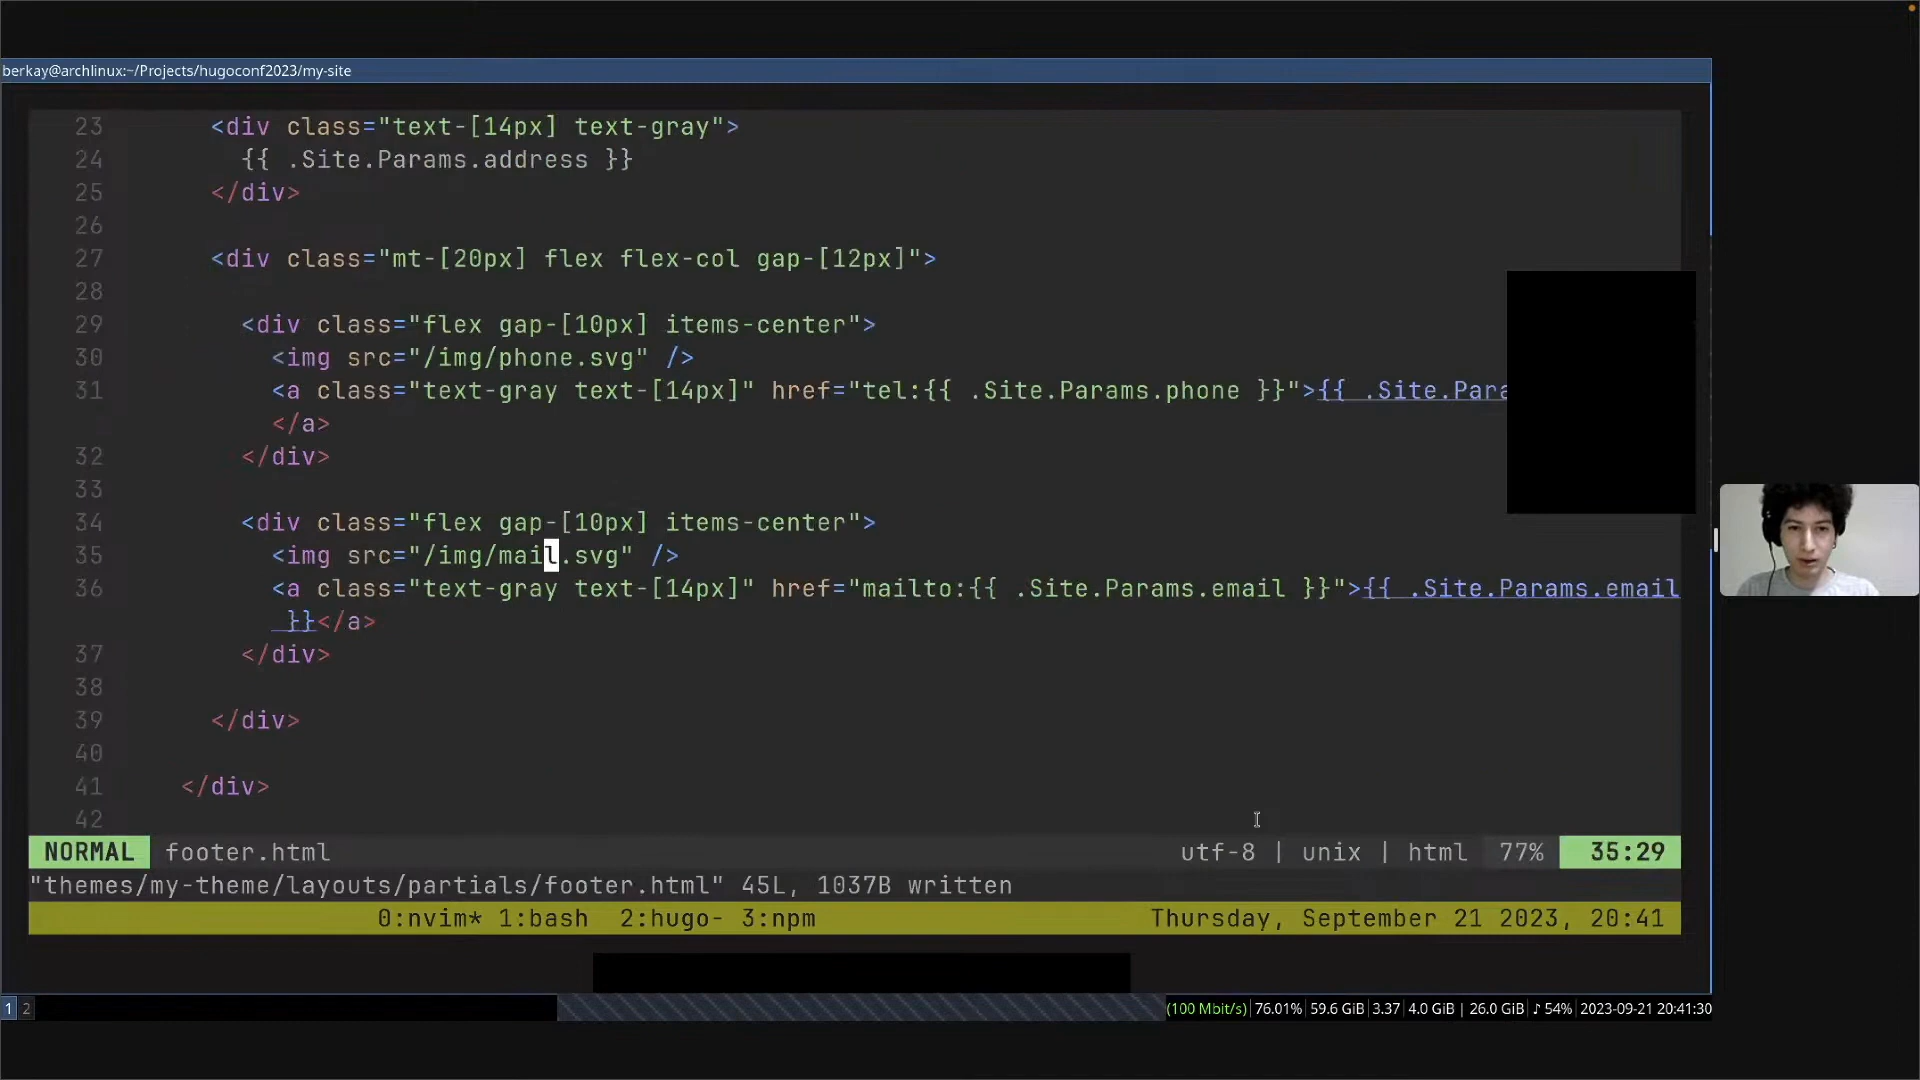 berkay@archlinux:~/Projects/hugoconf2023/my-site
23 <div class="text-[14px] text-gray">
24 {{ .Site.Params.address }}
25 </div>
26
27 <div class="mt-[20px] flex flex-col gap-[12px]">
28
29 <div class="flex gap-[10px] items-center">
30 <img src="/img/phone.svg" />
31 <a class="text-gray text-[14px]" href="tel:{{ .Site.Params.phone }}">{{ .Site.Para
</a>
32 </div>
33
34 <div class="flex gap-[10px] items-center">
35 <img src="/img/mail.svg" />
36 <a class="text-gray text-[14px]" href="mailto:{{ .Site.Params.email }}">{{ .Site.Params.email
}}</a>
37 </div>
38
39 </div>
40
41 </div>
42
NORMAL footer.html utf-8 | unix | html 77% 35:29
"themes/my-theme/layouts/partials/footer.html" 45L, 1037B written
0:nvim* 1:bash 2:hugo- 3:npm Thursday, September 21 2023, 20:41
1 2 (100 Mbit/s) | 76.01% | 59.6 GiB | 3.37 | 4.0 GiB | 26.0 GiB | ♪ 54% | 2023-09-21 20:41:30